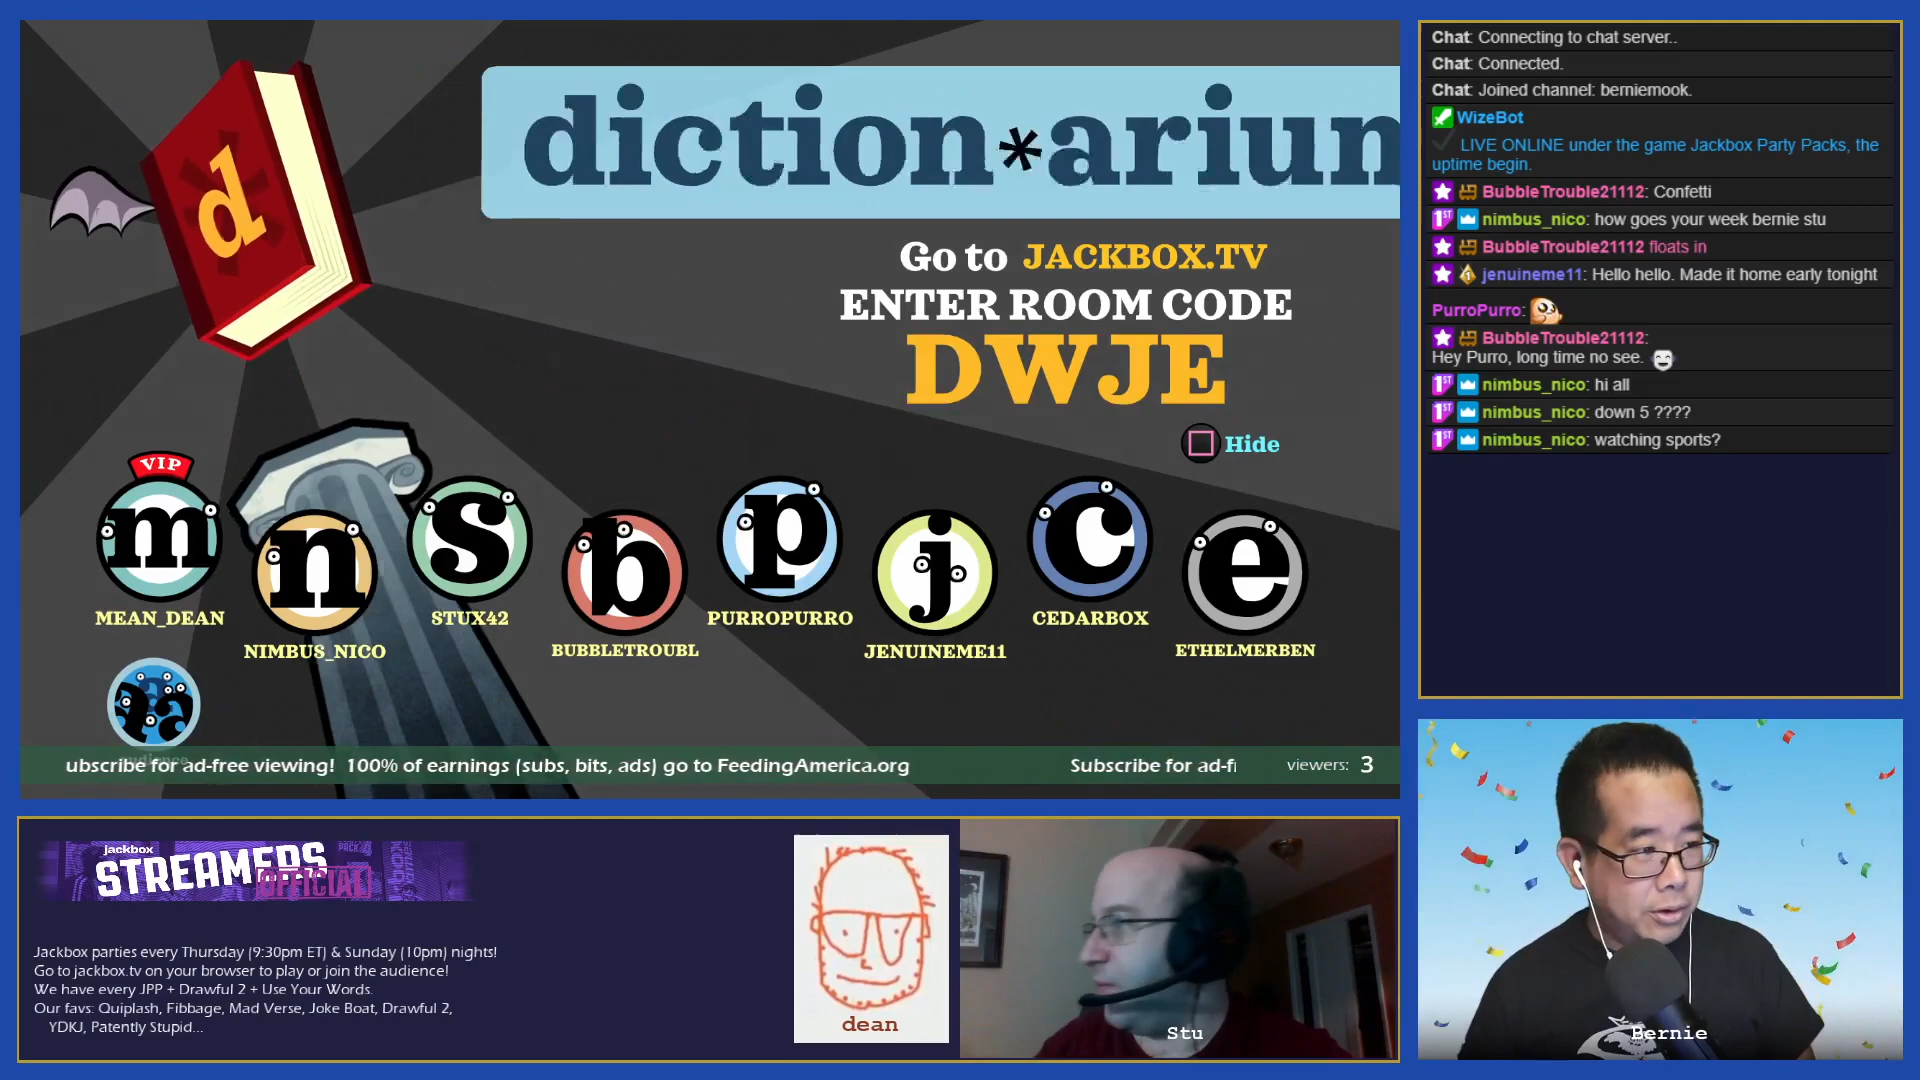 d
diction*arium
Go to JACKBOX.TV
ENTER ROOM CODE
DWJE
Hide
VIP
m
n
s
b
p
j
c
e
MEAN_DEAN
NIMBUS_NICO
STUX42
BUBBLETROUBL
PURROPURRO
JENUINEME11
CEDARBOX
ETHELMERBEN
ubscribe for ad-free viewing! 100% of earnings (subs, bits, ads) go to FeedingAmerica.org
Subscribe for ad-f
viewers: 3
Chat: Connecting to chat server..
Chat: Connected.
Chat: Joined channel: berniemook.
WizeBot
LIVE ONLINE under the game Jackbox Party Packs, the
uptime begin.
BubbleTrouble21112: Confetti
1ST nimbus_nico: how goes your week bernie stu
BubbleTrouble21112 floats in
1 jenuineme11: Hello hello. Made it home early tonight
PurroPurro:
BubbleTrouble21112:
Hey Purro, long time no see.
1ST nimbus_nico: hi all
1ST nimbus_nico: down 5 ????
1ST nimbus_nico: watching sports?
jackbox
STREAMERS
OFFICIAL
Jackbox parties every Thursday (9:30pm ET) & Sunday (10pm) nights!
Go to jackbox.tv on your browser to play or join the audience!
We have every JPP + Drawful 2 + Use Your Words.
Our favs: Quiplash, Fibbage, Mad Verse, Joke Boat, Drawful 2,
YDKJ, Patently Stupid...
dean
Stu
Bernie